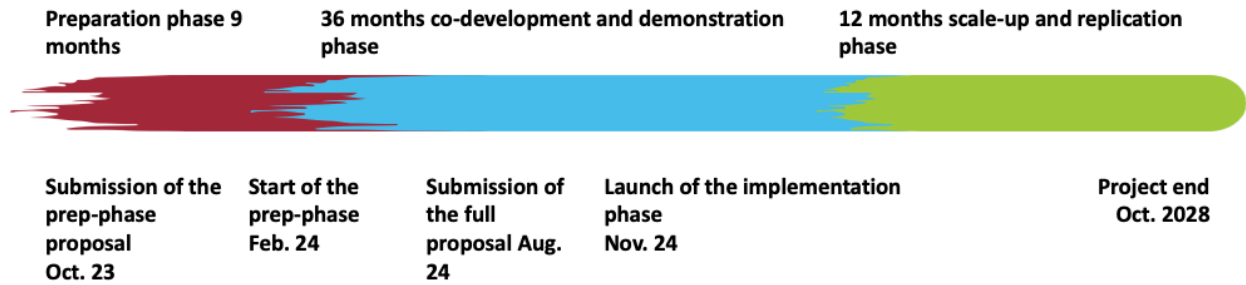 Preparation phase 9
months
36 months co-development and demonstration
phase
12 months scale-up and replication
phase
Submission of the
prep-phase
proposal
Oct. 23
Start of the
prep-phase
Feb. 24
Submission of
the full
proposal Aug.
24
Launch of the implementation
phase
Nov. 24
Project end
Oct. 2028